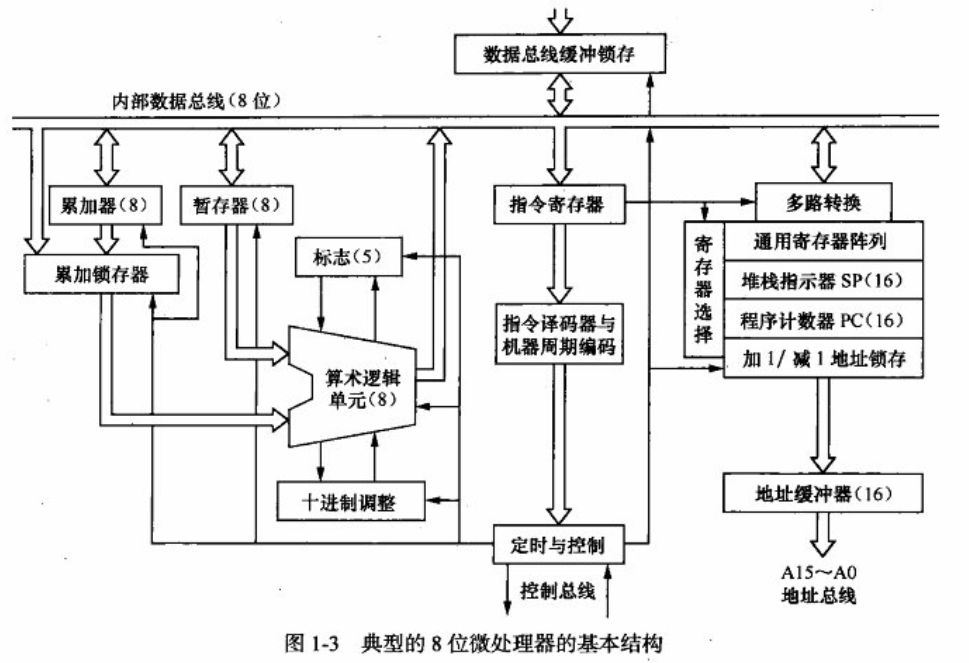 数据总线缓冲锁存
内部数据总线(8 位)
累加器(8)
暂存器(8)
指令寄存器
多路转换
累加锁存器
标志(5)
寄存器选择
通用寄存器阵列
堆栈指示器 SP(16)
程序计数器 PC(16)
加 1/ 减 1 地址锁存
指令译码器与
机器周期编码
算术逻辑
单元(8)
十进制调整
地址缓冲器(16)
定时与控制
控制总线
A15～A0
地址总线
图 1-3 典型的 8 位微处理器的基本结构